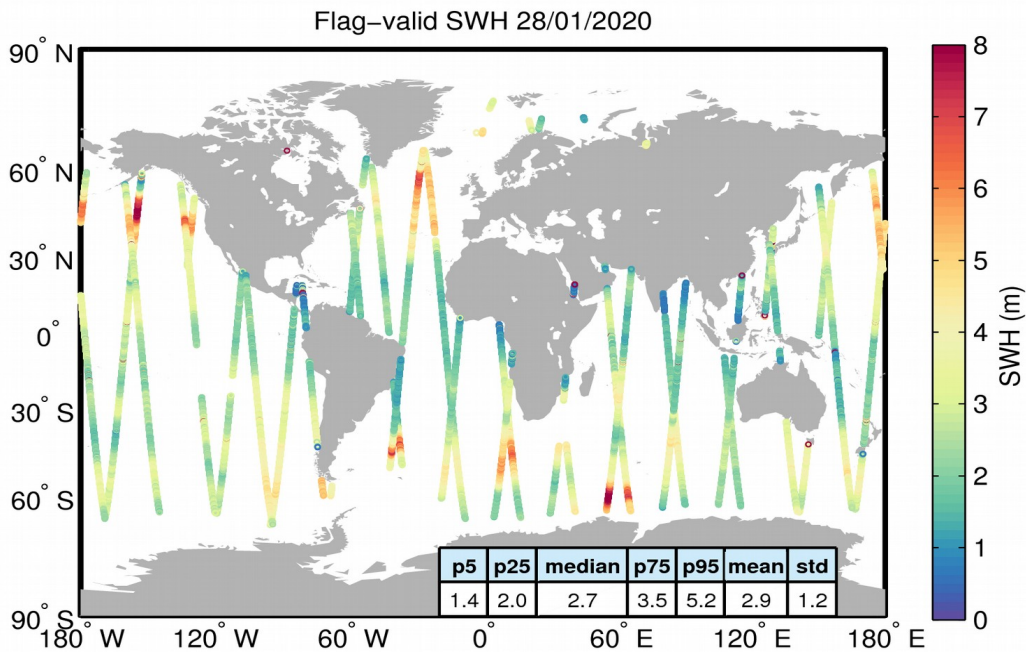 Flag–valid SWH 28/01/2020
90° N
60° N
30° N
0°
30° S
60° S
90° S
180° W
120° W
60° W
0°
60° E
120° E
180° E
p5 p25 median p75 p95 mean std
1.4 2.0 2.7 3.5 5.2 2.9 1.2
8
7
6
5
4
3
2
1
0
SWH (m)